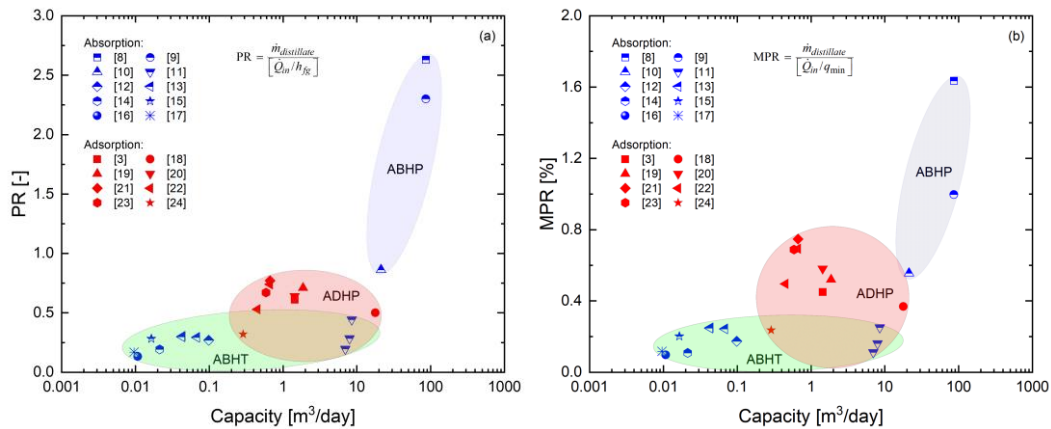 (a)
Absorption:
[8] [9]
[10] [11]
[12] [13]
[14] [15]
[16] [17]
PR = ṁdistillate / [Q̇in/hfg]
Adsorption:
[3] [18]
[19] [20]
[21] [22]
[23] [24]
ABHP
ADHP
ABHT
3.0
2.5
2.0
1.5
1.0
0.5
0.0
PR [-]
0.001 0.01 0.1 1 10 100 1000
Capacity [m³/day]
(b)
Absorption:
[8] [9]
[10] [11]
[12] [13]
[14] [15]
[16] [17]
MPR = ṁdistillate / [Q̇in/qmin]
Adsorption:
[3] [18]
[19] [20]
[21] [22]
[23] [24]
ABHP
ADHP
ABHT
2.0
1.6
1.2
0.8
0.4
0.0
MPR [%]
0.001 0.01 0.1 1 10 100 1000
Capacity [m³/day]